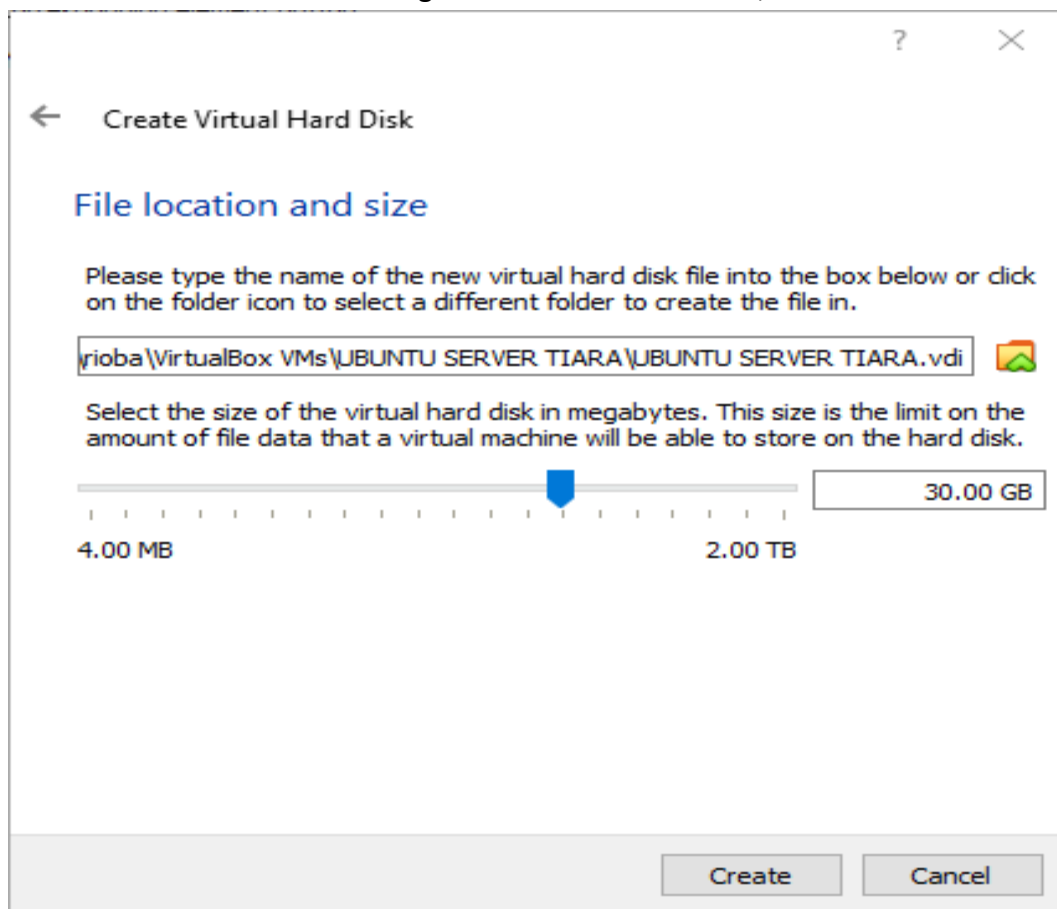 ?
Create Virtual Hard Disk
File location and size
Please type the name of the new virtual hard disk file into the box below or click
on the folder icon to select a different folder to create the file in.
rioba\VirtualBox VMs\UBUNTU SERVER TIARA\UBUNTU SERVER TIARA.vdi
Select the size of the virtual hard disk in megabytes. This size is the limit on the
amount of file data that a virtual machine will be able to store on the hard disk.
30.00 GB
4.00 MB
2.00 TB
Create
Cancel